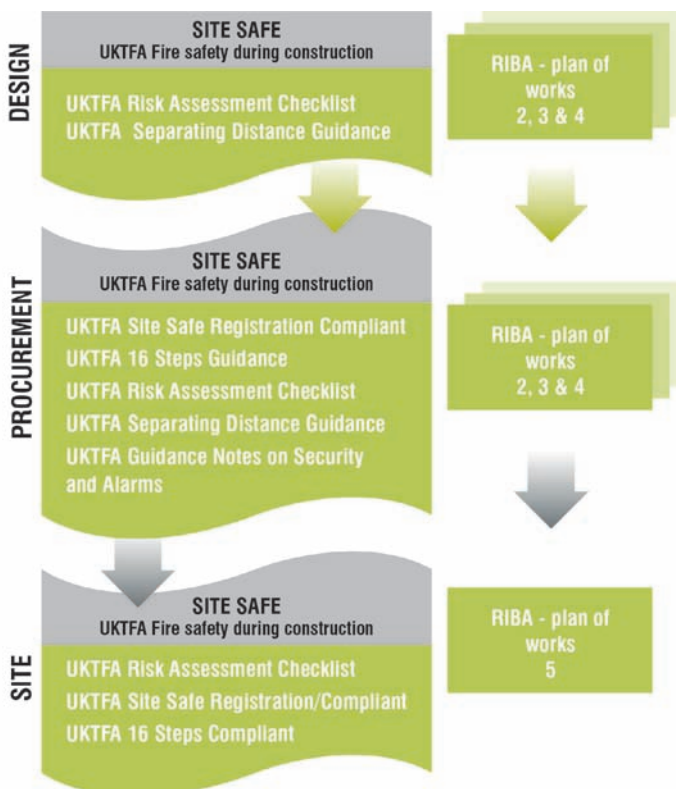 DESIGN
SITE SAFE
UKTFA Fire safety during construction
UKTFA Risk Assessment Checklist
UKTFA Separating Distance Guidance
RIBA - plan of
works
2, 3 & 4
PROCUREMENT
SITE SAFE
UKTFA Fire safety during construction
UKTFA Site Safe Registration Compliant
UKTFA 16 Steps Guidance
UKTFA Risk Assessment Checklist
UKTFA Separating Distance Guidance
UKTFA Guidance Notes on Security
and Alarms
RIBA - plan of
works
2, 3 & 4
SITE
SITE SAFE
UKTFA Fire safety during construction
UKTFA Risk Assessment Checklist
UKTFA Site Safe Registration/Compliant
UKTFA 16 Steps Compliant
RIBA - plan of
works
5